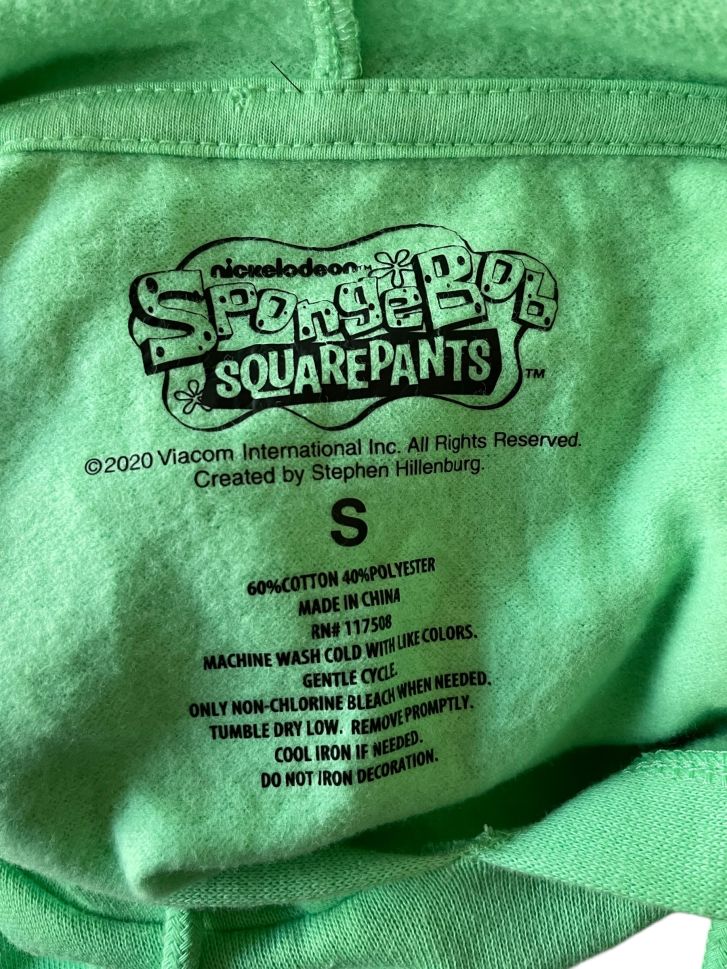 nickelodeon™
SpongeBob
SQUAREPANTS ™
©2020 Viacom International Inc. All Rights Reserved.
Created by Stephen Hillenburg.
S
60%COTTON 40%POLYESTER
MADE IN CHINA
RN# 117508
MACHINE WASH COLD WITH LIKE COLORS.
GENTLE CYCLE.
ONLY NON-CHLORINE BLEACH WHEN NEEDED.
TUMBLE DRY LOW. REMOVE PROMPTLY.
COOL IRON IF NEEDED.
DO NOT IRON DECORATION.